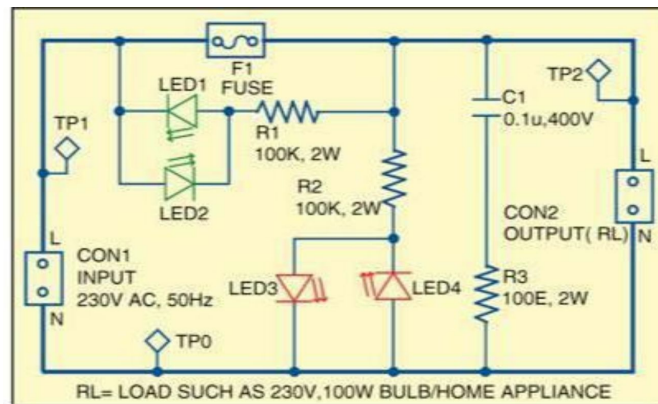 F1
FUSE
LED1
TP1
R1
100K, 2W
LED2
TP2
C1
0.1u,400V
R2
100K, 2W
L
CON1
INPUT
230V AC, 50Hz
N
L
CON2
OUTPUT( RL)
N
LED3
LED4
R3
100E, 2W
TP0
RL= LOAD SUCH AS 230V,100W BULB/HOME APPLIANCE